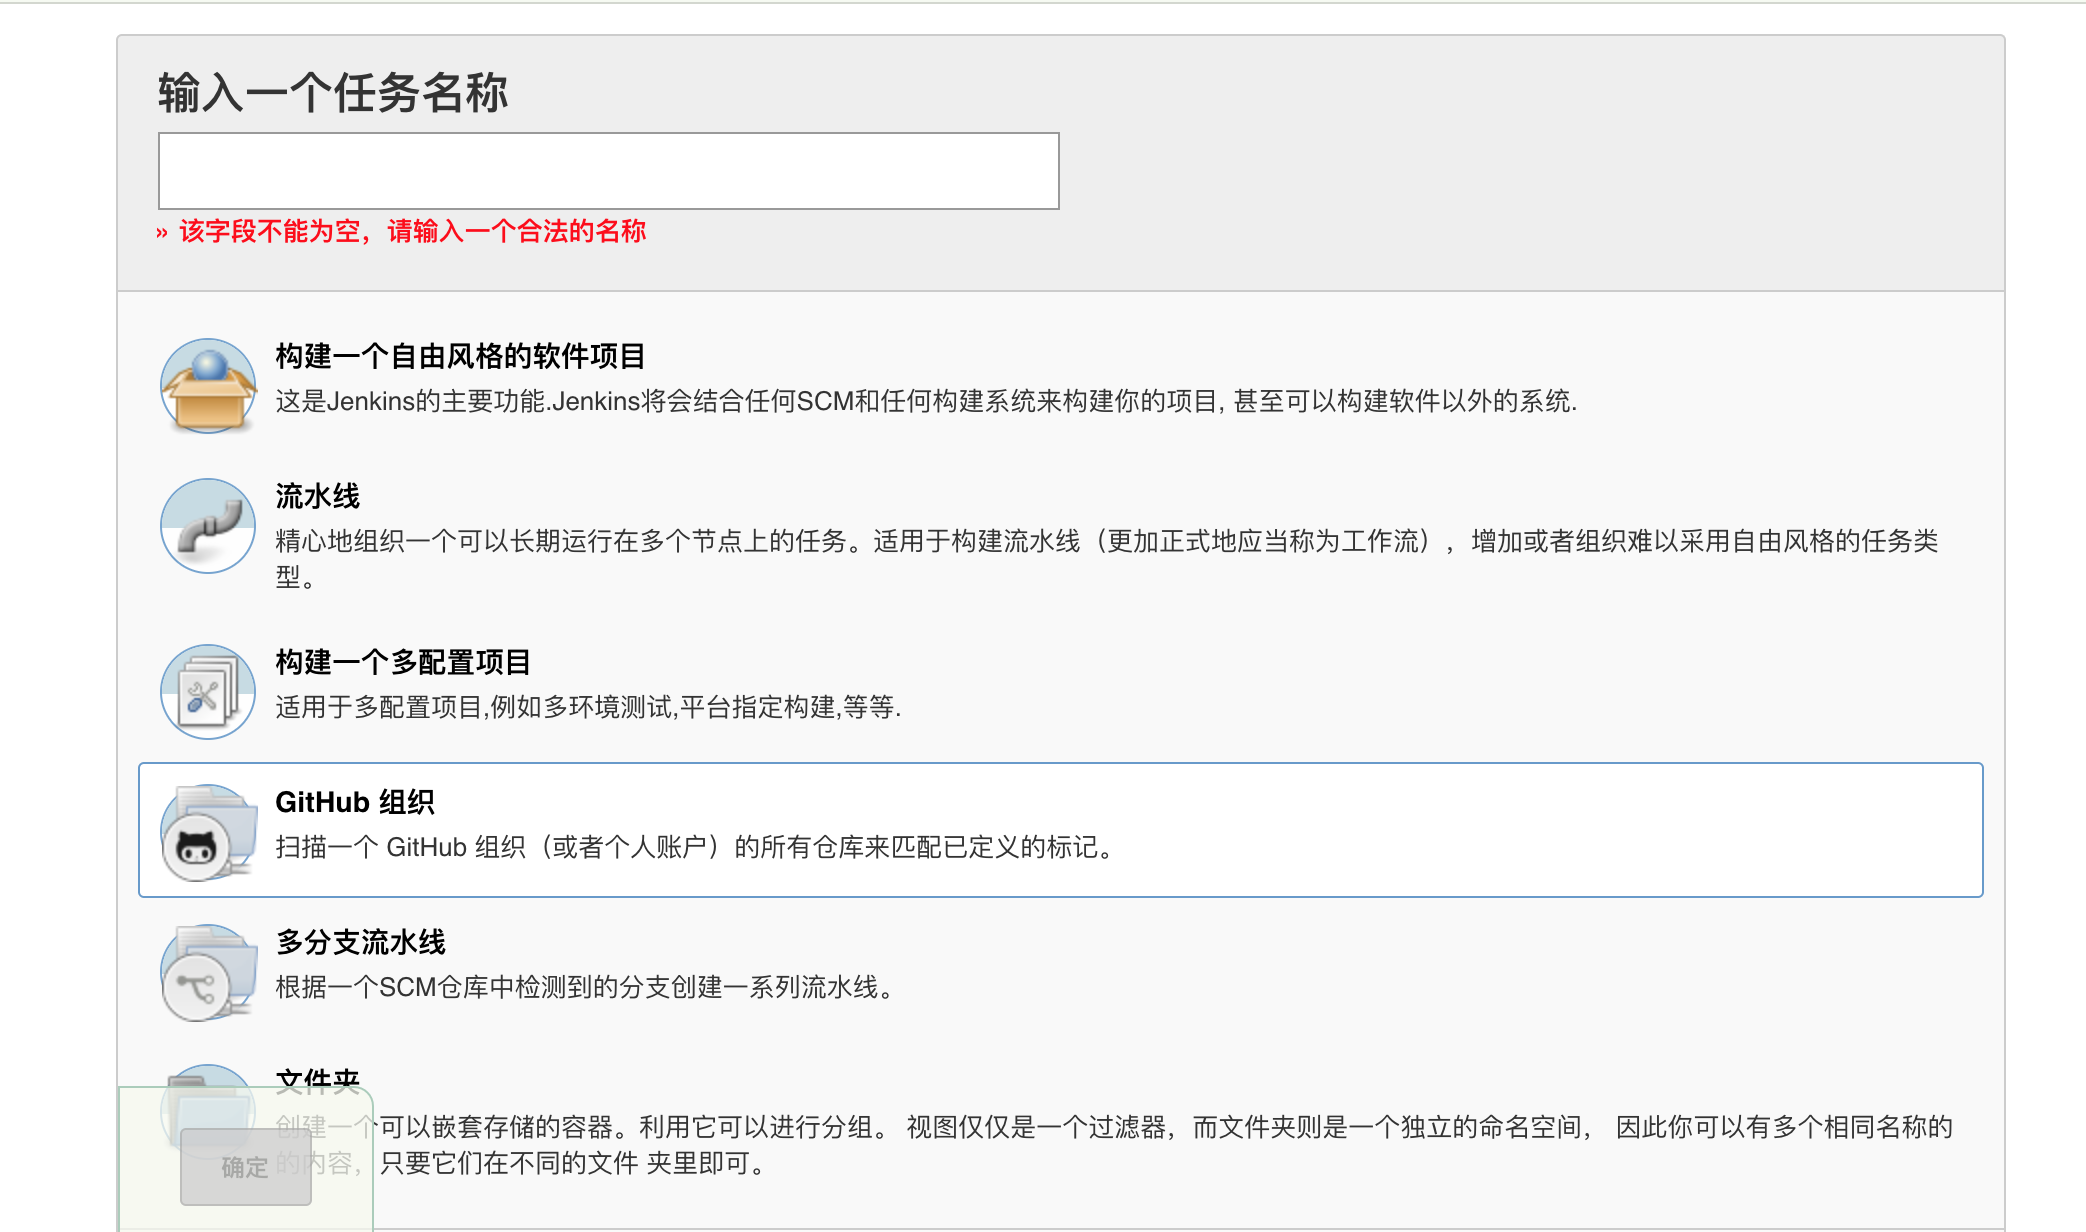 输入一个任务名称
» 该字段不能为空，请输入一个合法的名称
构建一个自由风格的软件项目
这是Jenkins的主要功能.Jenkins将会结合任何SCM和任何构建系统来构建你的项目, 甚至可以构建软件以外的系统.
流水线
精心地组织一个可以长期运行在多个节点上的任务。适用于构建流水线（更加正式地应当称为工作流），增加或者组织难以采用自由风格的任务类
型。
构建一个多配置项目
适用于多配置项目,例如多环境测试,平台指定构建,等等.
GitHub 组织
扫描一个 GitHub 组织（或者个人账户）的所有仓库来匹配已定义的标记。
多分支流水线
根据一个SCM仓库中检测到的分支创建一系列流水线。
文件夹
创建一个可以嵌套存储的容器。利用它可以进行分组。 视图仅仅是一个过滤器，而文件夹则是一个独立的命名空间， 因此你可以有多个相同名称的
的内容，只要它们在不同的文件 夹里即可。
确定